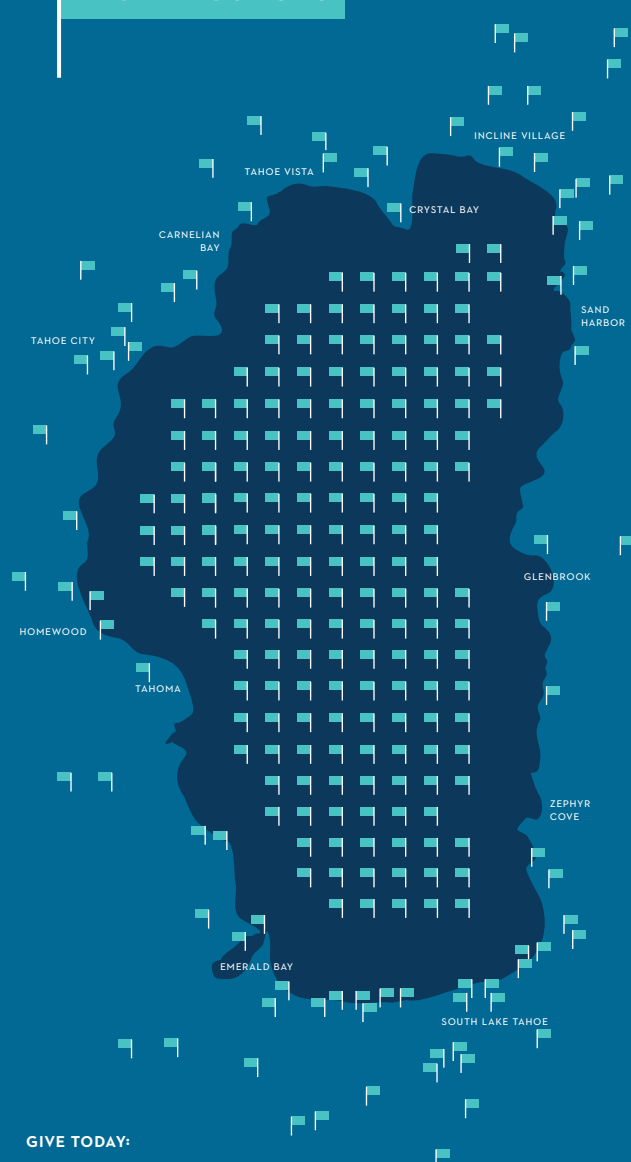 INCLINE VILLAGE
TAHOE VISTA
CRYSTAL BAY
CARNELIAN
BAY
SAND
HARBOR
TAHOE CITY
GLENBROOK
HOMEWOOD
TAHOMA
ZEPHYR
COVE
EMERALD BAY
SOUTH LAKE TAHOE
GIVE TODAY: